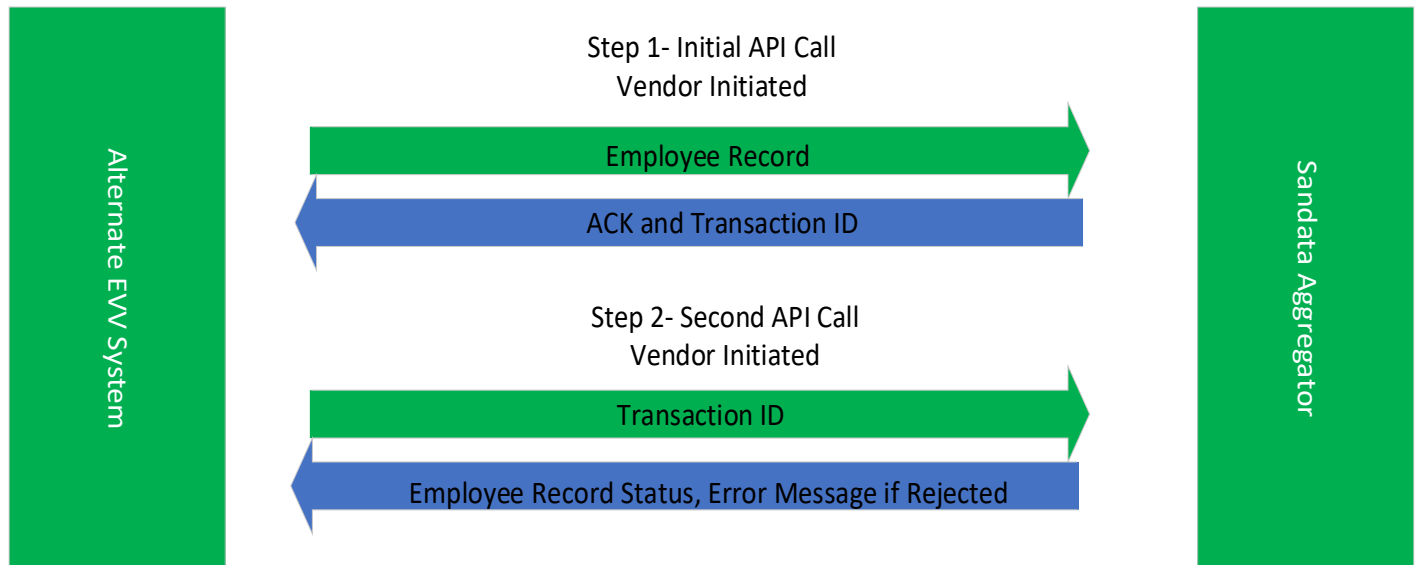 Alternate EVV System
Step 1- Initial API Call
Vendor Initiated
Employee Record
ACK and Transaction ID
Step 2- Second API Call
Vendor Initiated
Transaction ID
Employee Record Status, Error Message if Rejected
Sandata Aggregator